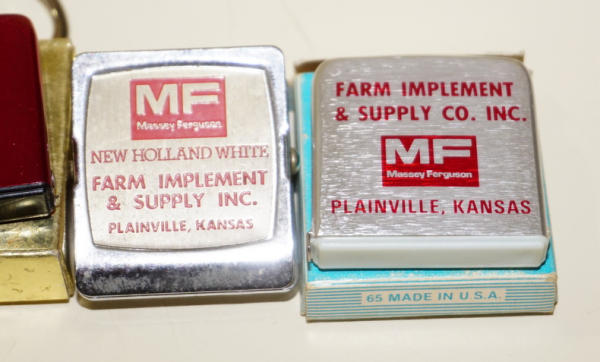 MF
Massey Ferguson
NEW HOLLAND WHITE
FARM IMPLEMENT
& SUPPLY INC.
PLAINVILLE, KANSAS
FARM IMPLEMENT
& SUPPLY CO. INC.
MF
Massey Ferguson
PLAINVILLE, KANSAS
65 MADE IN U.S.A.